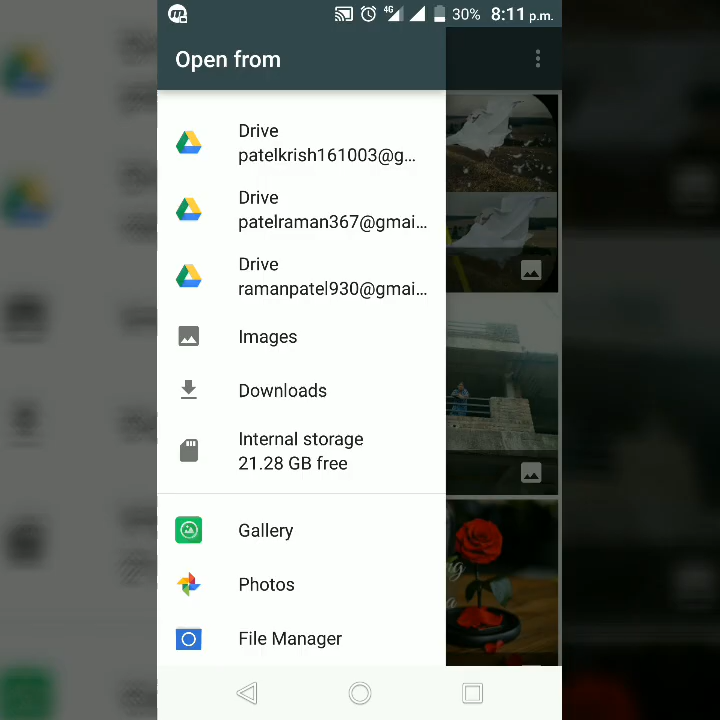 4G 30% 8:11 p.m.
Open from
Drive
patelkrish161003@g...
Drive
patelraman367@gmai...
Drive
ramanpatel930@gmai...
Images
Downloads
Internal storage
21.28 GB free
Gallery
Photos
File Manager